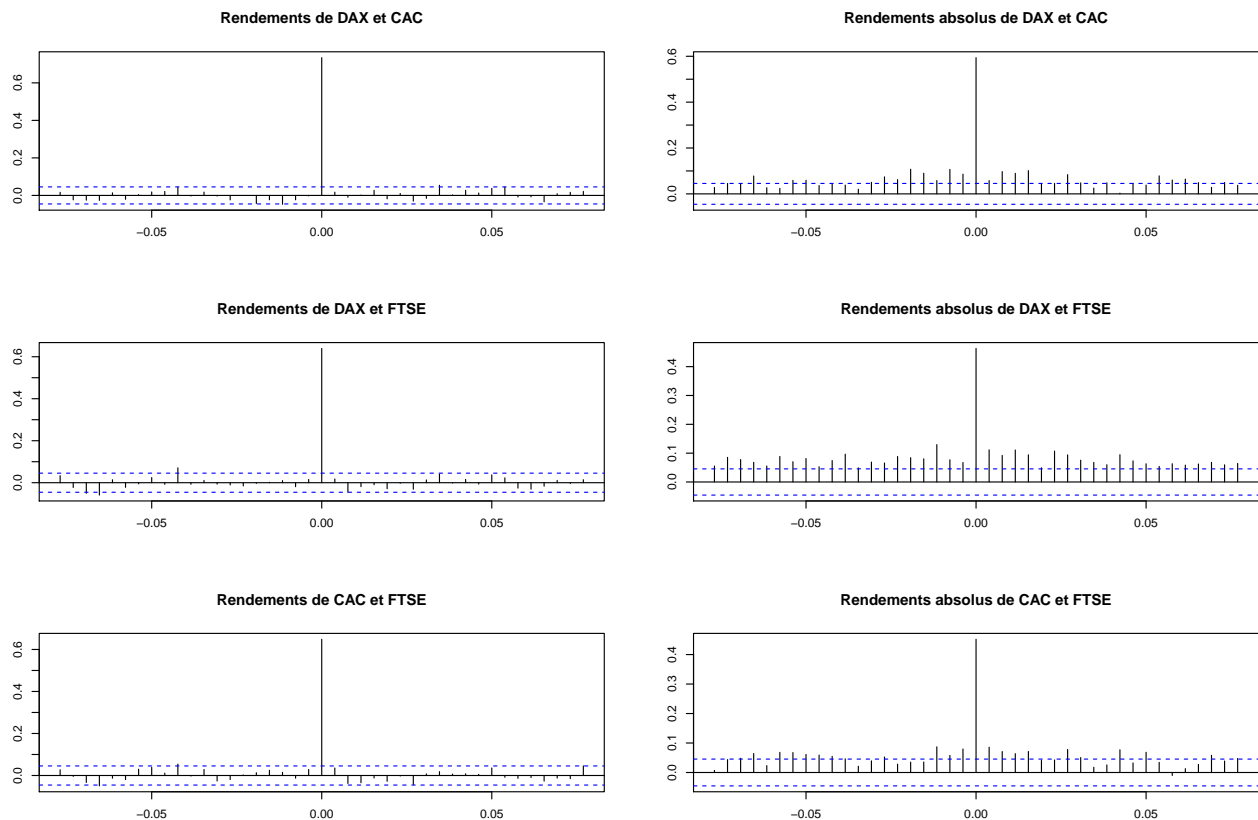 Rendements de DAX et CAC
0.0 0.2 0.4 0.6
−0.05 0.00 0.05
Rendements absolus de DAX et CAC
0.0 0.2 0.4 0.6
−0.05 0.00 0.05
Rendements de DAX et FTSE
0.0 0.2 0.4 0.6
−0.05 0.00 0.05
Rendements absolus de DAX et FTSE
0.0 0.1 0.2 0.3 0.4
−0.05 0.00 0.05
Rendements de CAC et FTSE
0.0 0.2 0.4 0.6
−0.05 0.00 0.05
Rendements absolus de CAC et FTSE
0.0 0.1 0.2 0.3 0.4
−0.05 0.00 0.05